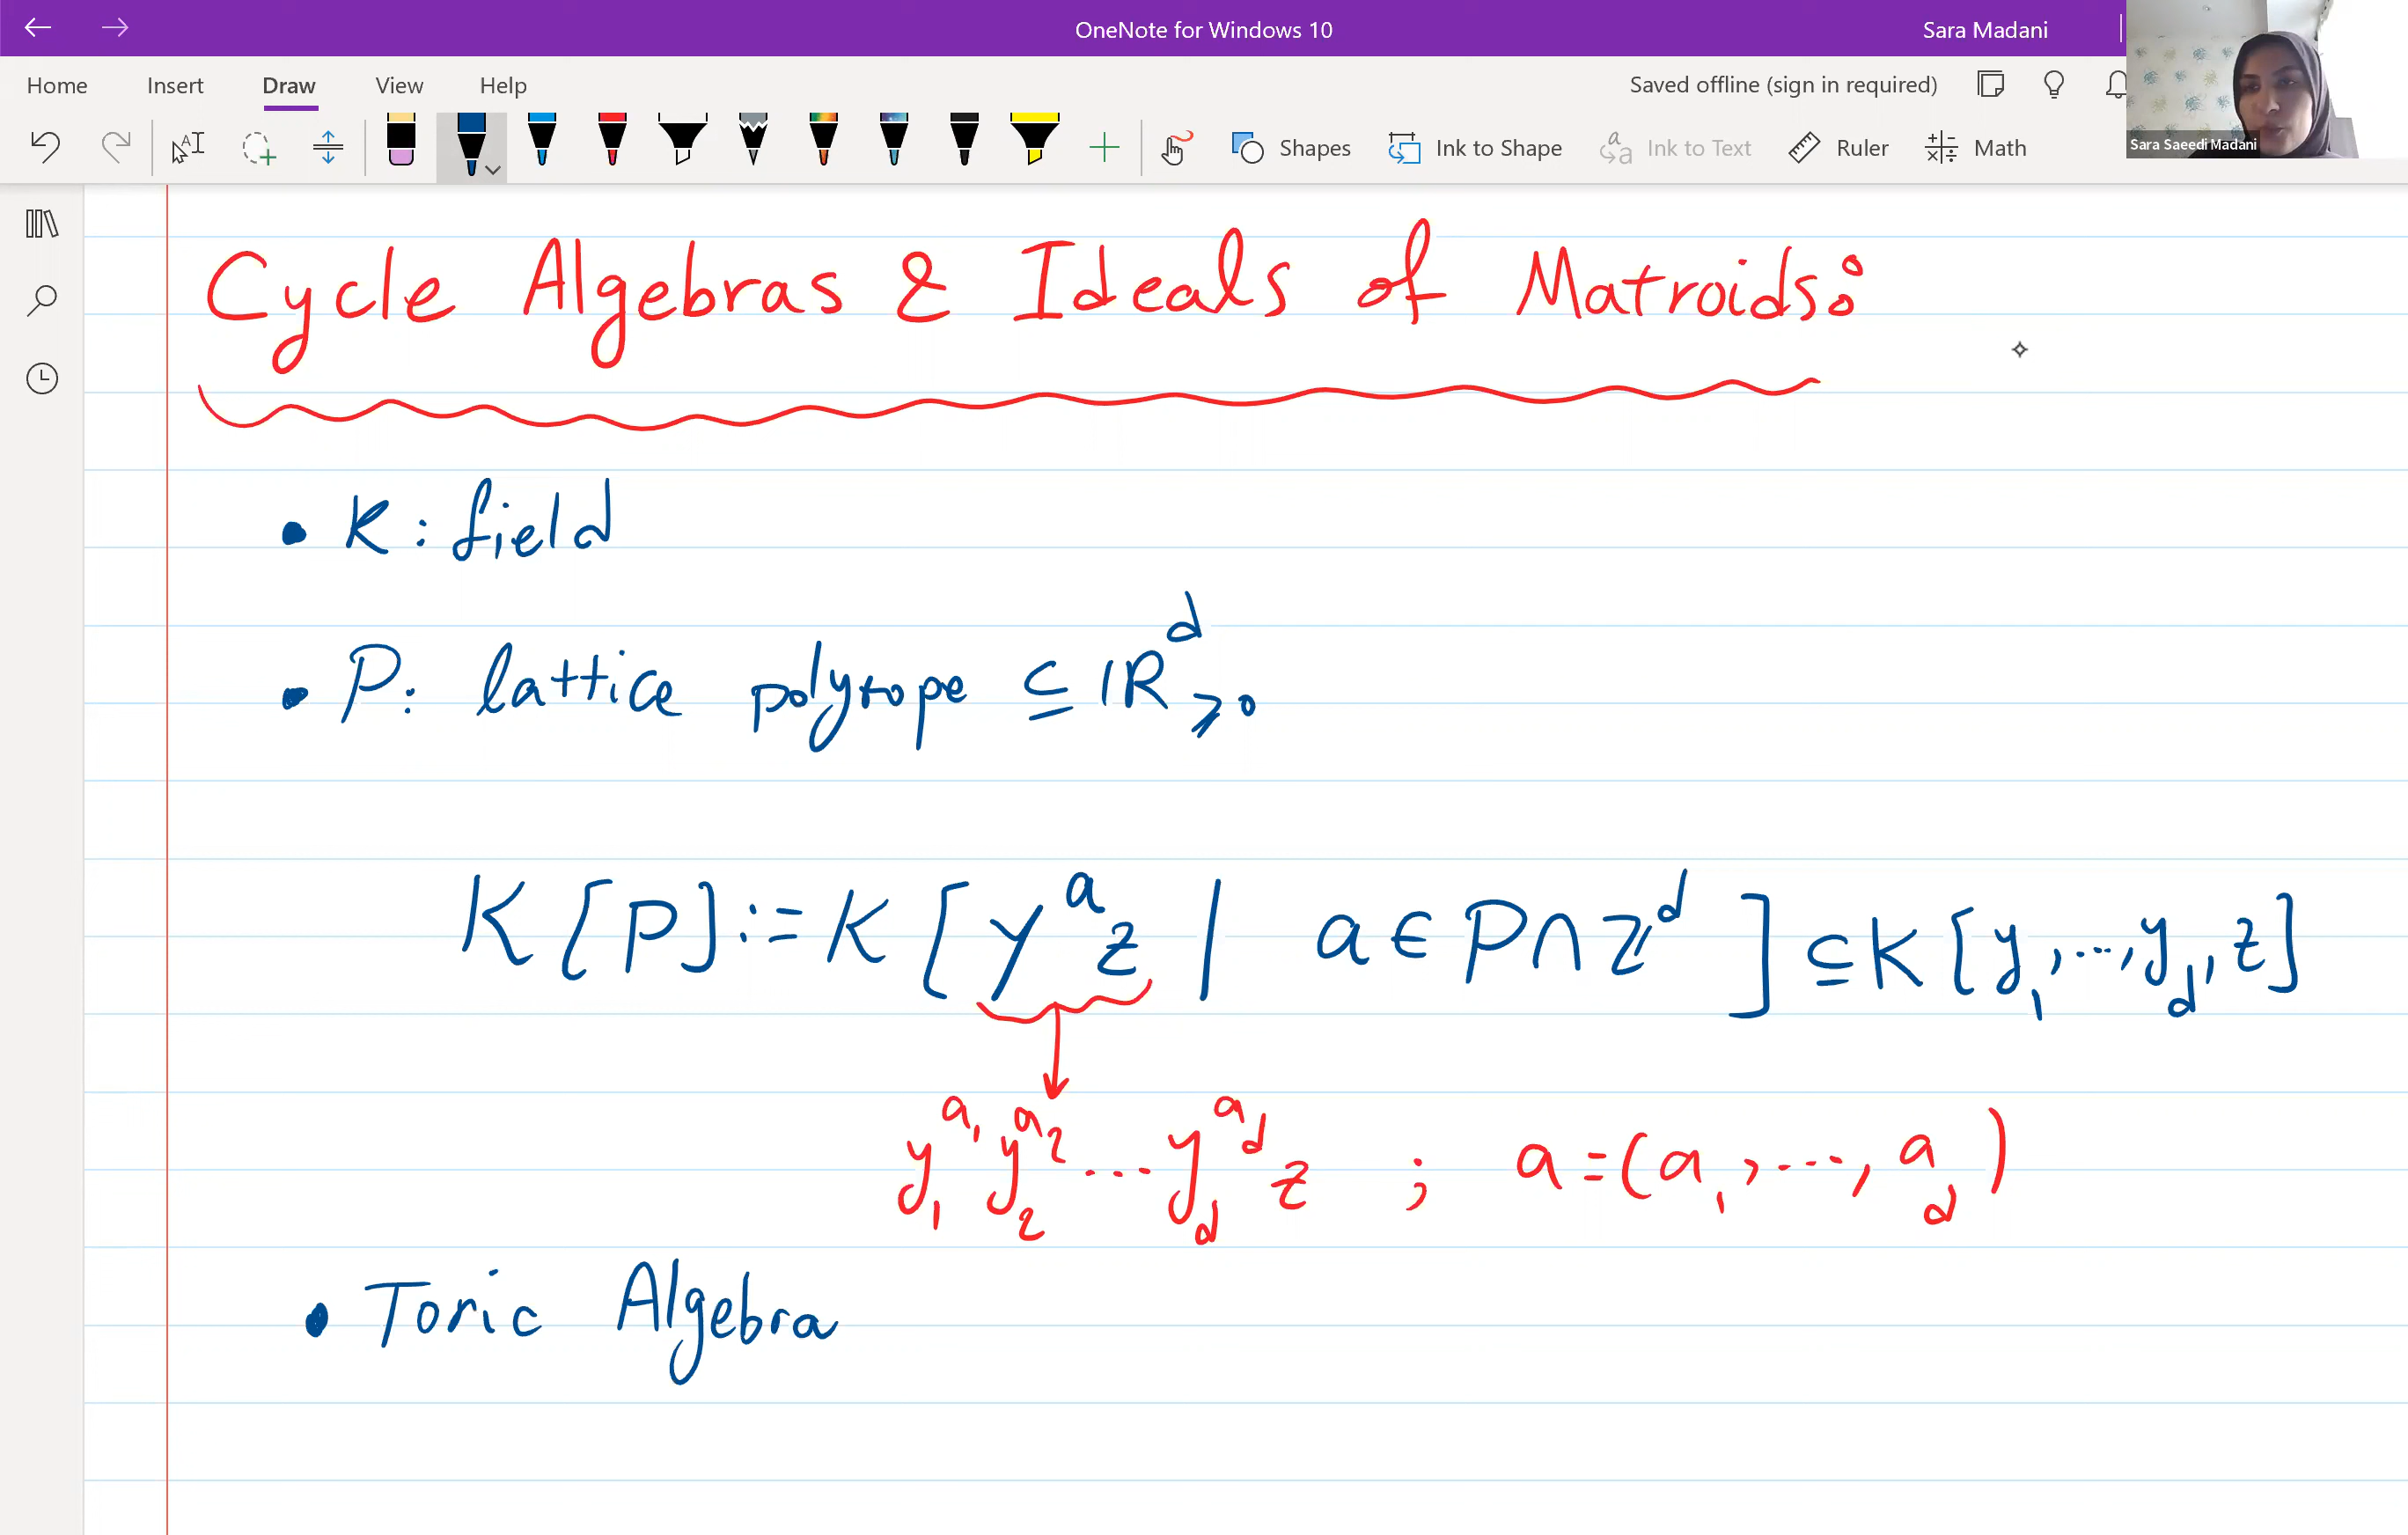 OneNote for Windows 10
Sara Madani
Home Insert Draw View Help
Saved offline (sign in required)
Shapes Ink to Shape Ink to Text Ruler Math
Sara Saeedi Madani
Cycle Algebras & Ideals of Matroids:
• K : field
• P: lattice polytope ⊆ ℝ^d_{≥0}
K[P] := K[y^a z | a ∈ P ∩ ℤ^d] ⊆ K[y_1, ..., y_d, z]
y_1^{a_1} y_2^{a_2} ... y_d^{a_d} z ; a = (a_1, ..., a_d)
• Toric Algebra